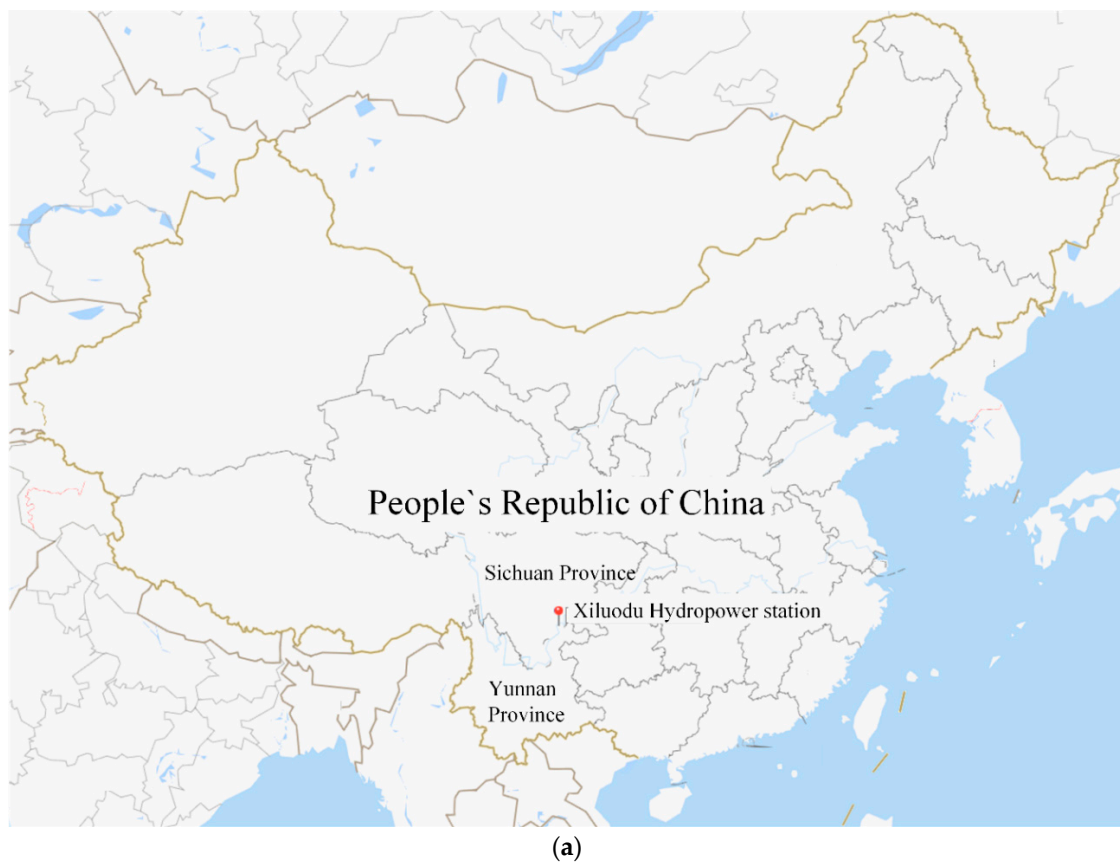 People`s Republic of China
Sichuan Province
Xiluodu Hydropower station
Yunnan
Province
(a)